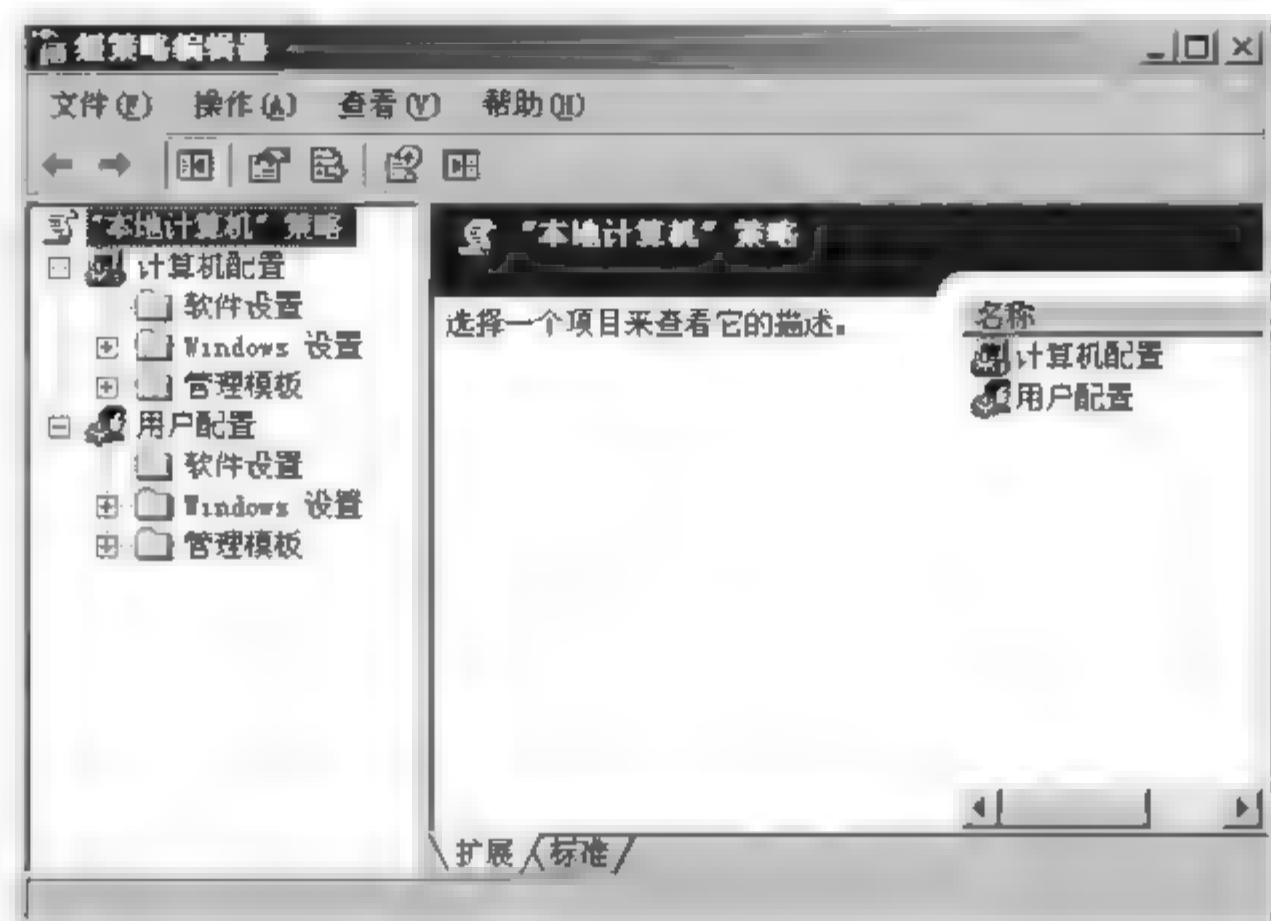 组策略编辑器
文件(F) 操作(A) 查看(V) 帮助(H)
"本地计算机" 策略
计算机配置
软件设置
Windows 设置
管理模板
用户配置
软件设置
Windows 设置
管理模板
"本地计算机" 策略
选择一个项目来查看它的描述。
名称
计算机配置
用户配置
扩展 标准